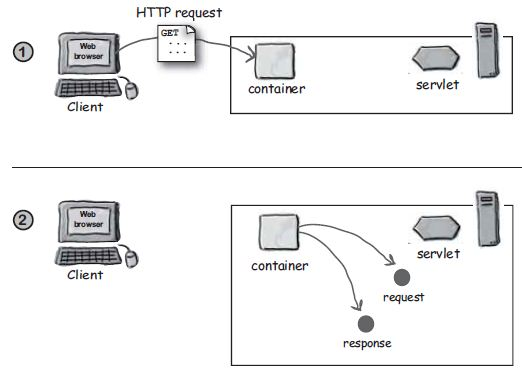 HTTP request
1
Web
browser
GET
...
...
Client
container
servlet
2
Web
browser
Client
container
servlet
request
response